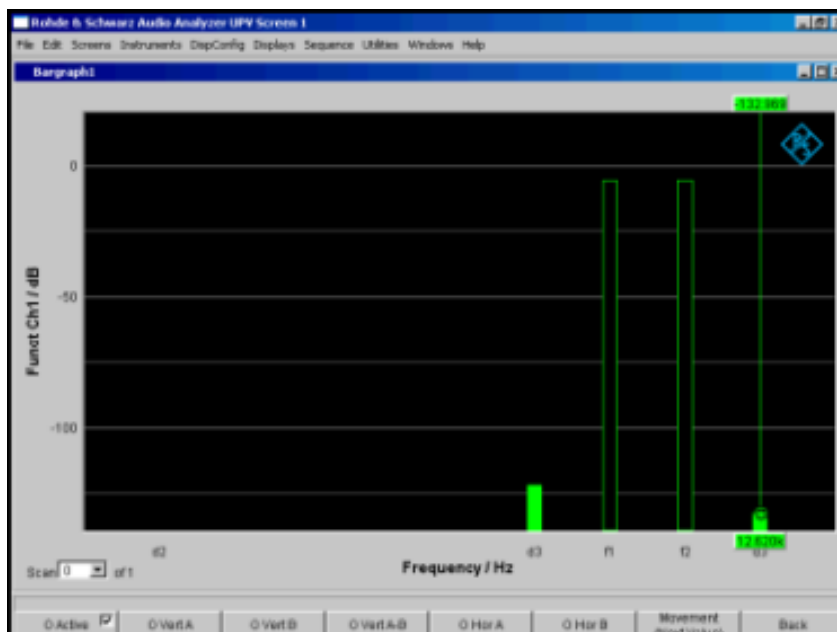 Rohde & Schwarz Audio Analyzer UPV Screen 1
File Edit Screens Instruments DispConfig Displays Sequence Utilities Windows Help
Bargraph1
-132.969
0
-50
-100
Funct Ch1 / dB
12.620k
d2 d3 f1 f2 d3
Frequency / Hz
Scan 0 of 1
O Active O Vert A O Vert B O Vert A-B O Hor A O Hor B Movement Back